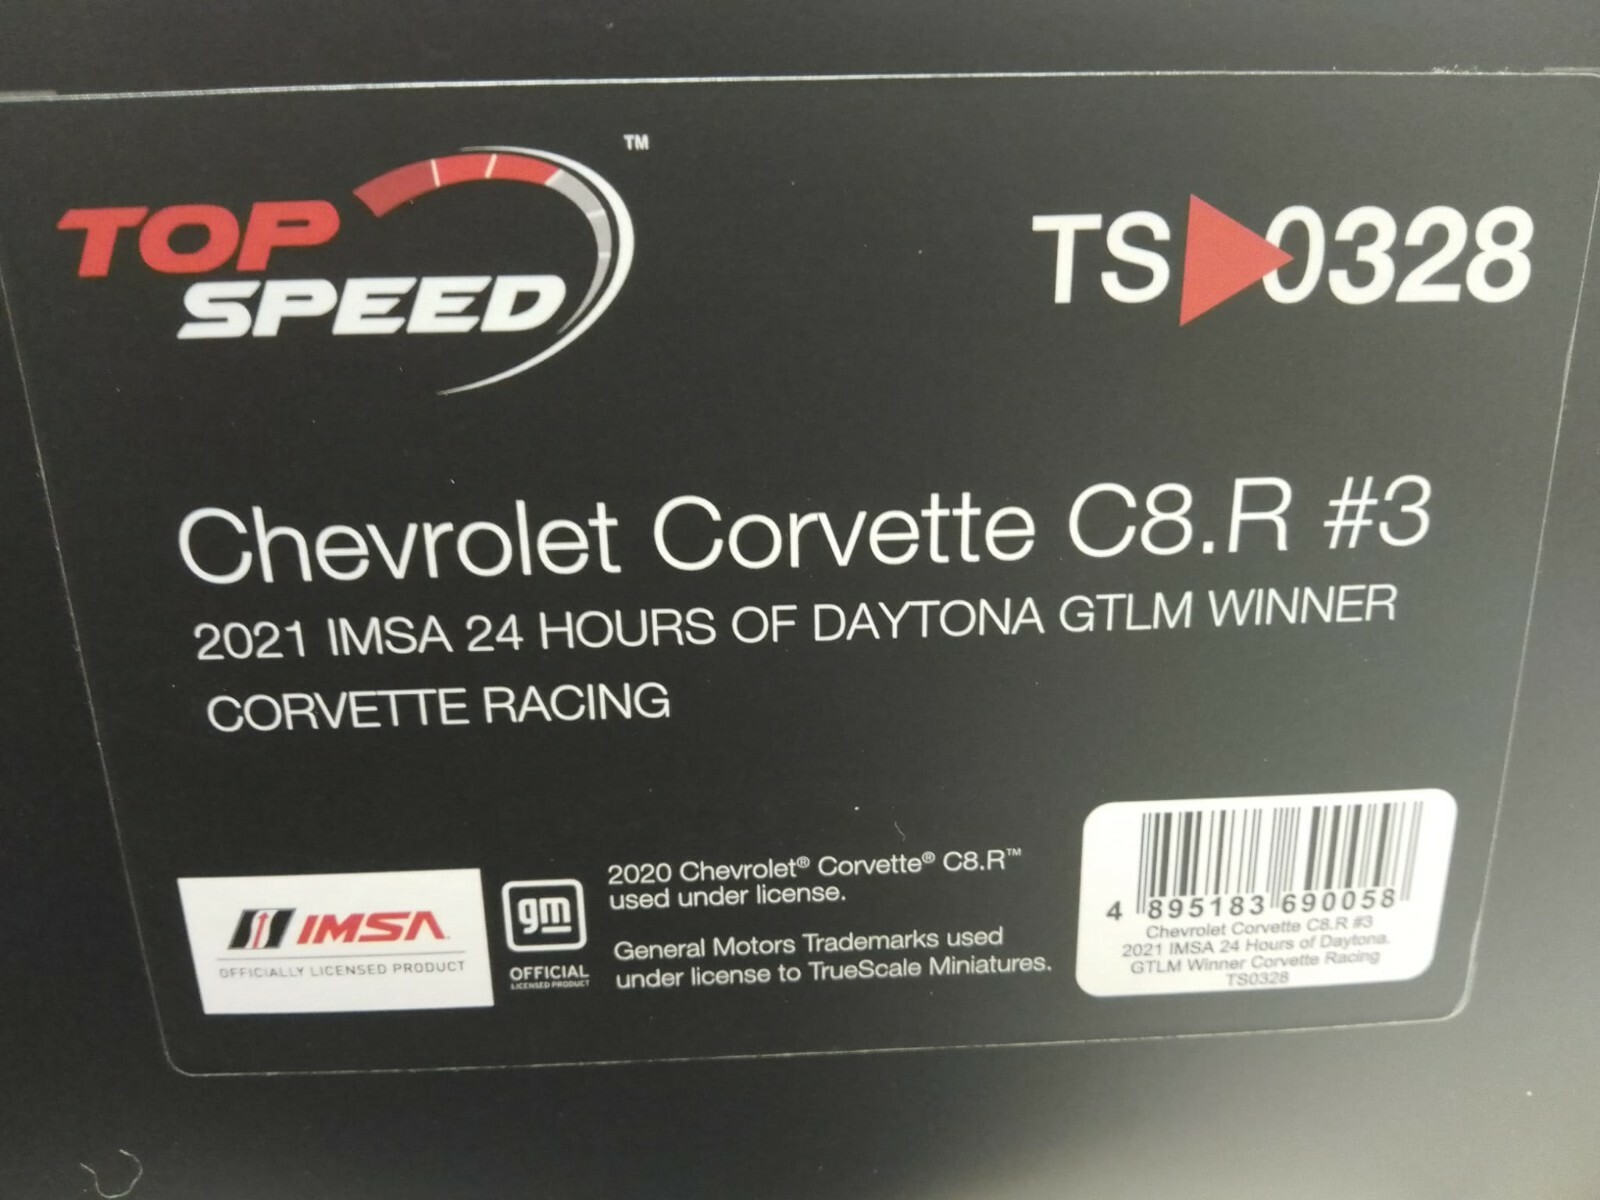 TOP SPEED™
TS 0328
Chevrolet Corvette C8.R #3
2021 IMSA 24 HOURS OF DAYTONA GTLM WINNER
CORVETTE RACING
IMSA
OFFICIALLY LICENSED PRODUCT
gm
OFFICIAL
LICENSED PRODUCT
2020 Chevrolet® Corvette® C8.R™
used under license.
General Motors Trademarks used
under license to TrueScale Miniatures.
4 895183 690058
Chevrolet Corvette C8.R #3
2021 IMSA 24 Hours of Daytona.
GTLM Winner Corvette Racing
TS0328